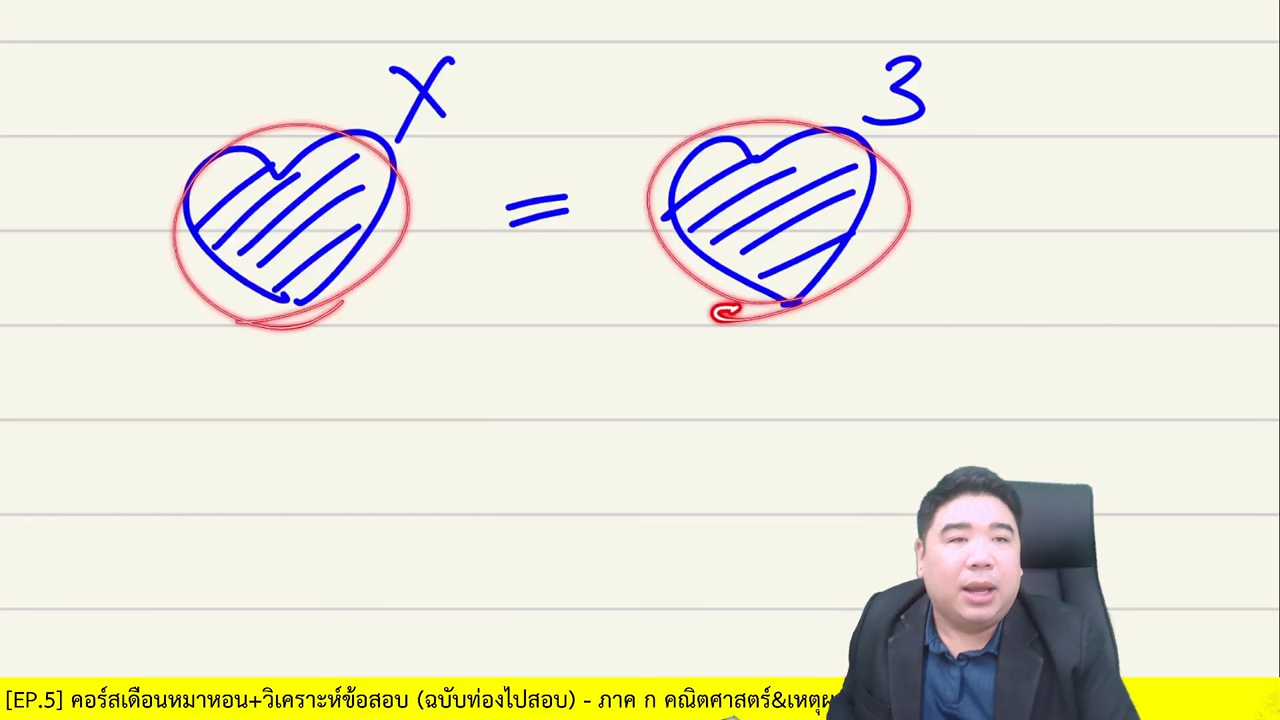 X = 3
[EP.5] คอร์สเดือนหมาหอน+วิเคราะห์ข้อสอบ (ฉบับท่องไปสอบ) - ภาค ก คณิตศาสตร์&เหตุผ